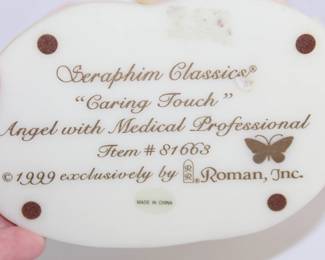 Seraphim Classics®
"Caring Touch"
Angel with Medical Professional
Item # 81663
© 1999 exclusively by ® Roman, Inc.
MADE IN CHINA